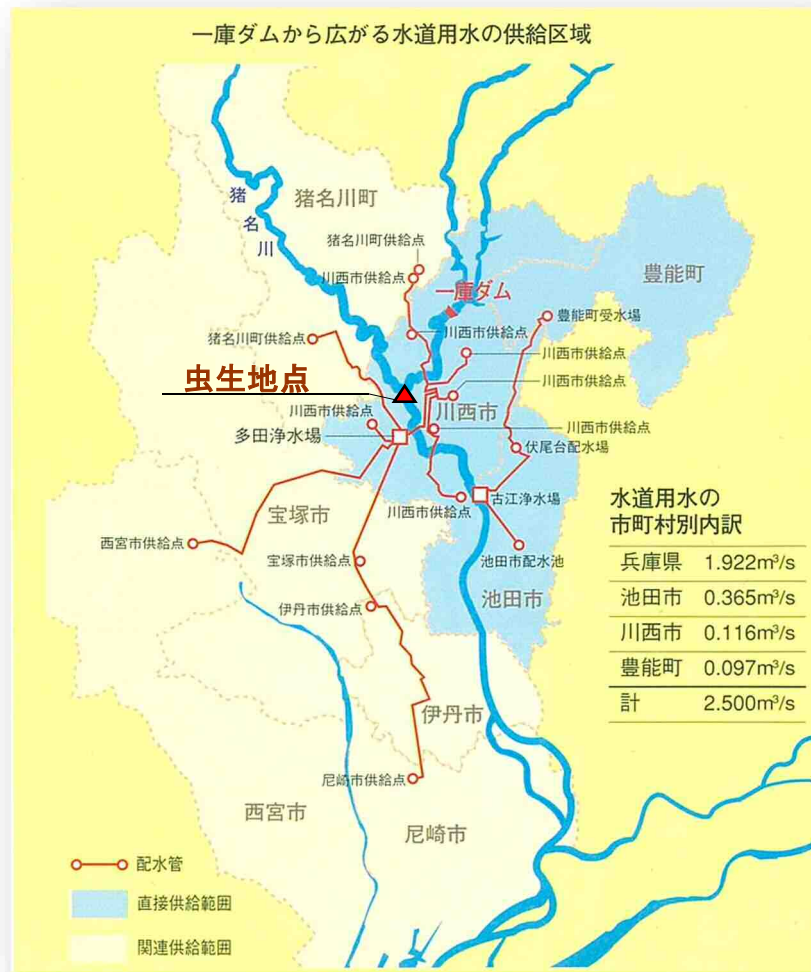 一庫ダムから広がる水道用水の供給区域
猪名川
猪名川町
猪名川町供給点
川西市供給点
一庫ダム
豊能町
豊能町受水場
川西市供給点
猪名川町供給点
川西市供給点
虫生地点
川西市供給点
川西市供給点
川西市
川西市供給点
多田浄水場
伏尾台配水場
川西市供給点
古江浄水場
宝塚市
西宮市供給点
宝塚市供給点
池田市配水池
伊丹市供給点
池田市
水道用水の
市町村別内訳
兵庫県 1.922m³/s
池田市 0.365m³/s
川西市 0.116m³/s
豊能町 0.097m³/s
計 2.500m³/s
伊丹市
尼崎市供給点
西宮市
尼崎市
配水管
直接供給範囲
関連供給範囲